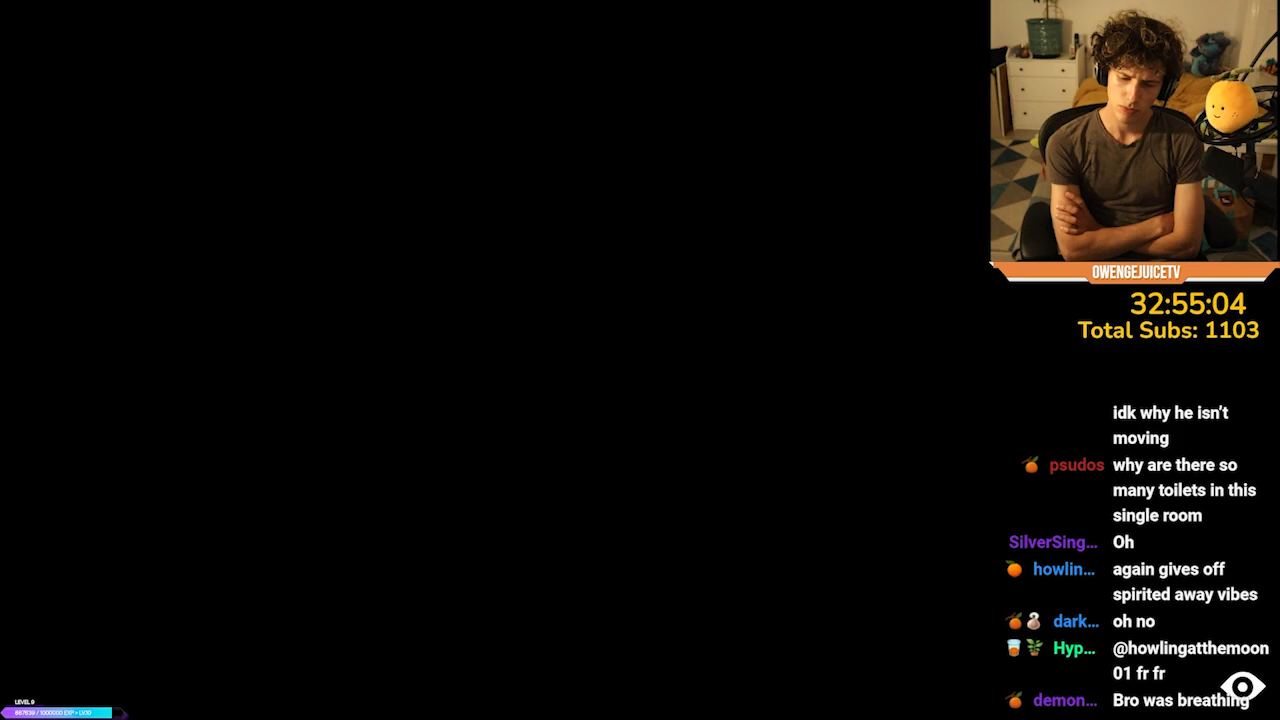 OWENGEJUICETV
32:55:04
Total Subs: 1103
idk why he isn't
moving
psudos why are there so
many toilets in this
single room
SilverSing... Oh
howlin... again gives off
spirited away vibes
dark... oh no
Hyp... @howlingatthemoon
01 fr fr
demon... Bro was breathing
LEVEL 9